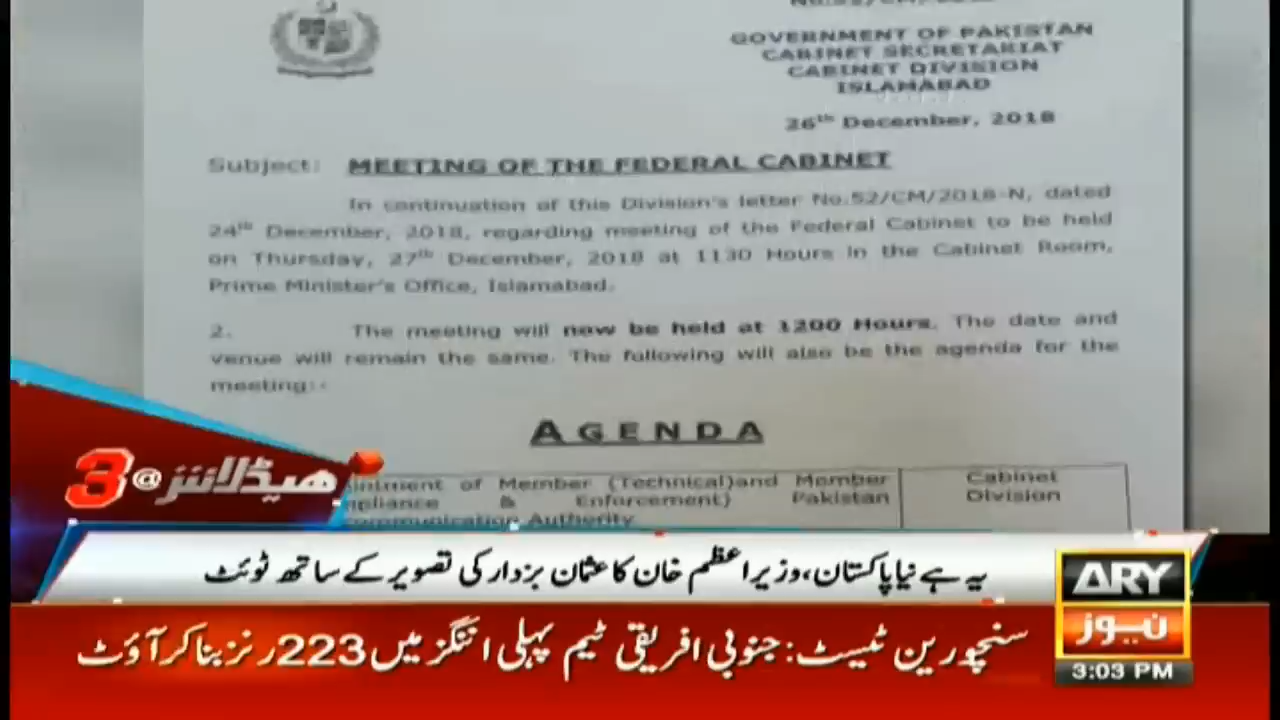 GOVERNMENT OF PAKISTAN
CABINET SECRETARIAT
CABINET DIVISION
ISLAMABAD
26th December, 2018
Subject: MEETING OF THE FEDERAL CABINET
In continuation of this Division's letter No.52/CM/2018-N, dated
24th December, 2018, regarding meeting of the Federal Cabinet to be held
on Thursday, 27th December, 2018 at 1130 Hours in the Cabinet Room,
Prime Minister's Office, Islamabad.
2. The meeting will now be held at 1200 Hours. The date and
venue will remain the same. The following will also be the agenda for the
meeting:-
AGENDA
of Member (Technical)and Member
& Enforcement) Pakistan
Authority
Cabinet
Division
هیڈلائنز @3
یہ ہے نیا پاکستان، وزیراعظم خان کا عثمان بزدار کی تصویر کے ساتھ ٹوئٹ
سنچورین ٹیسٹ: جنوبی افریقی ٹیم پہلی اننگز میں 223 رنز بنا کر آؤٹ
ARY
نیوز
3:03 PM